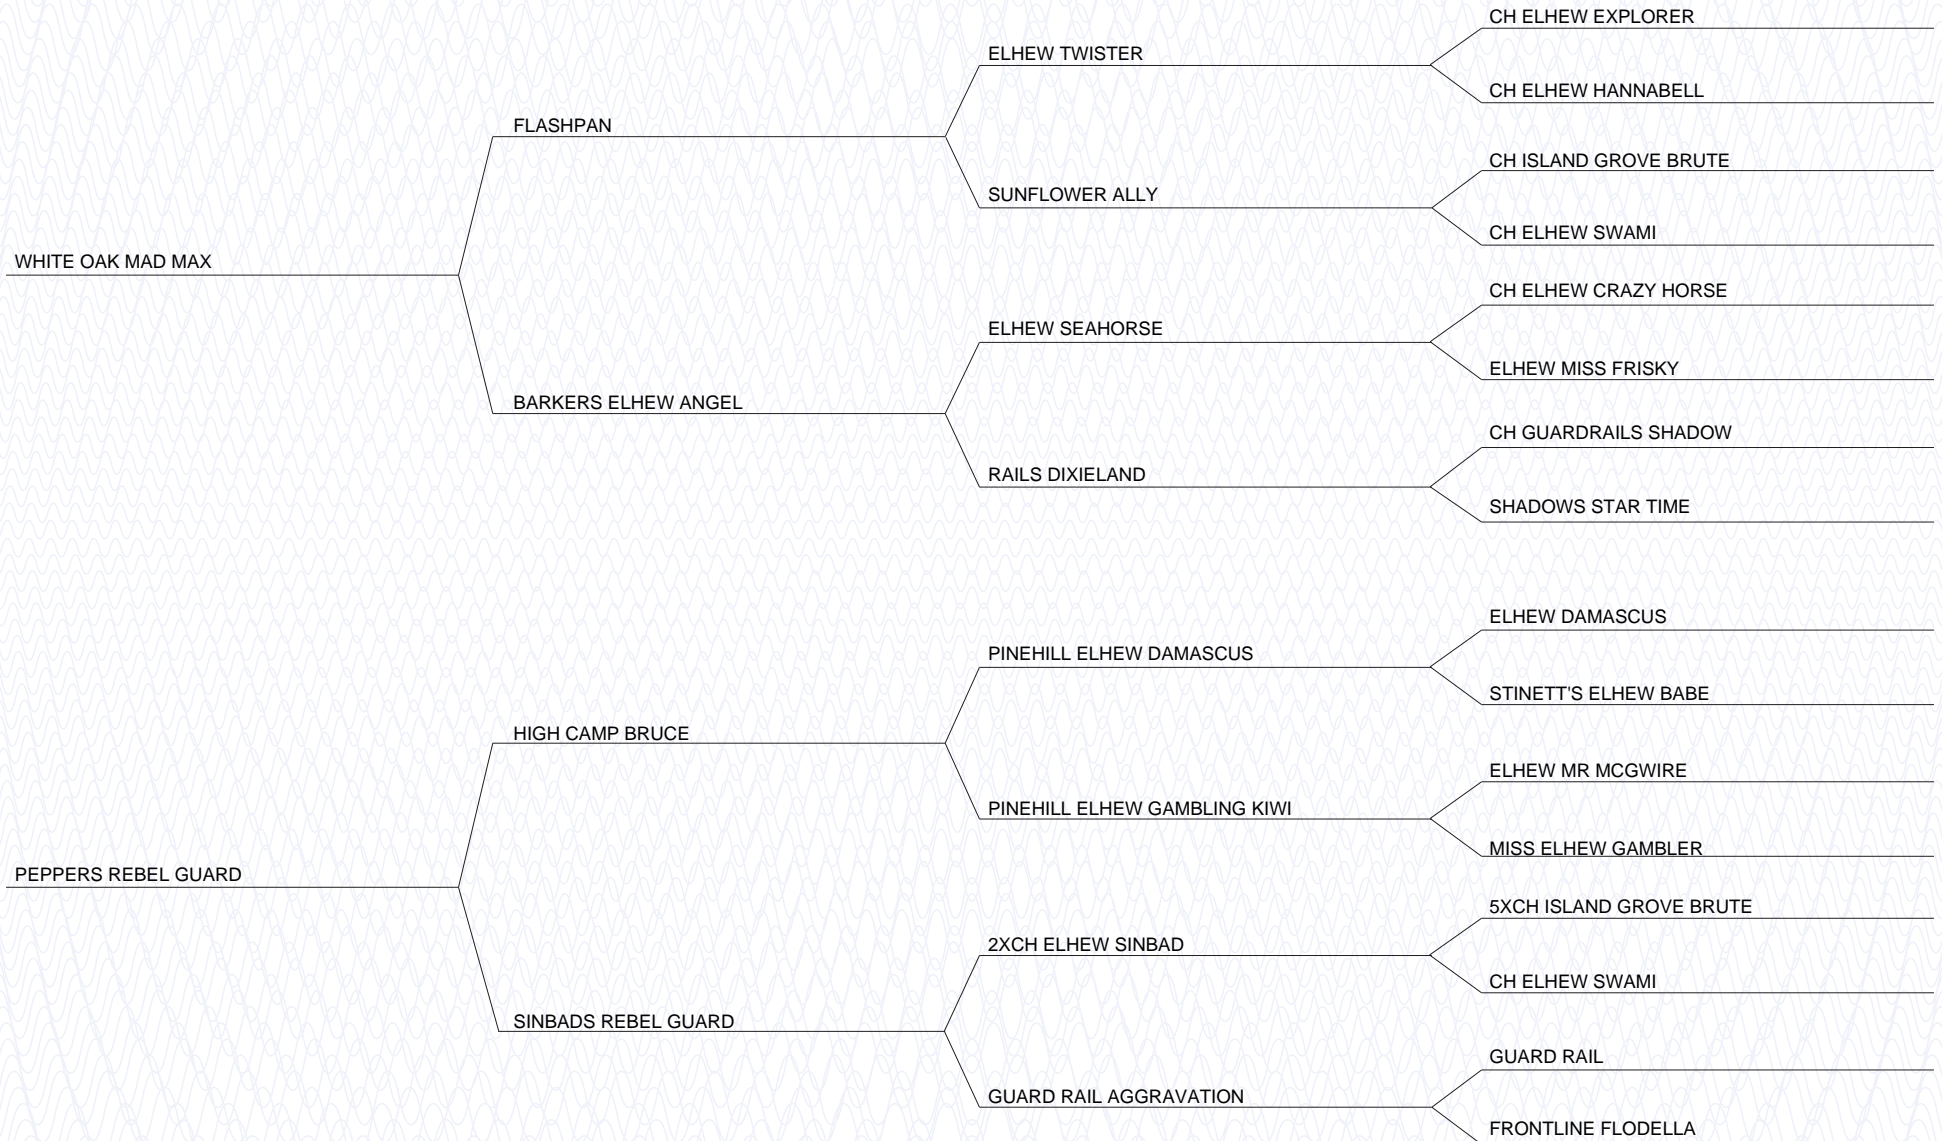 CH ELHEW EXPLORER
ELHEW TWISTER
CH ELHEW HANNABELL
FLASHPAN
CH ISLAND GROVE BRUTE
SUNFLOWER ALLY
CH ELHEW SWAMI
WHITE OAK MAD MAX
CH ELHEW CRAZY HORSE
ELHEW SEAHORSE
ELHEW MISS FRISKY
BARKERS ELHEW ANGEL
CH GUARDRAILS SHADOW
RAILS DIXIELAND
SHADOWS STAR TIME
ELHEW DAMASCUS
PINEHILL ELHEW DAMASCUS
STINETT'S ELHEW BABE
HIGH CAMP BRUCE
ELHEW MR MCGWIRE
PINEHILL ELHEW GAMBLING KIWI
MISS ELHEW GAMBLER
PEPPERS REBEL GUARD
5XCH ISLAND GROVE BRUTE
2XCH ELHEW SINBAD
CH ELHEW SWAMI
SINBADS REBEL GUARD
GUARD RAIL
GUARD RAIL AGGRAVATION
FRONTLINE FLODELLA